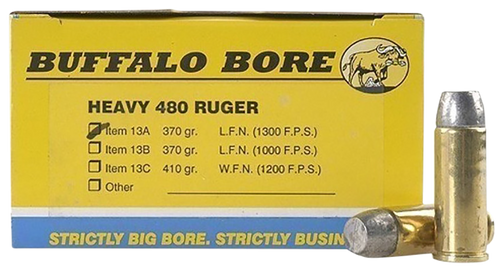 BUFFALO BORE
HEAVY 480 RUGER
Item 13A 370 gr. L.F.N. (1300 F.P.S.)
Item 13B 370 gr. L.F.N. (1000 F.P.S.)
Item 13C 410 gr. W.F.N. (1200 F.P.S.)
Other
STRICTLY BIG BORE. STRICTLY BUSIN